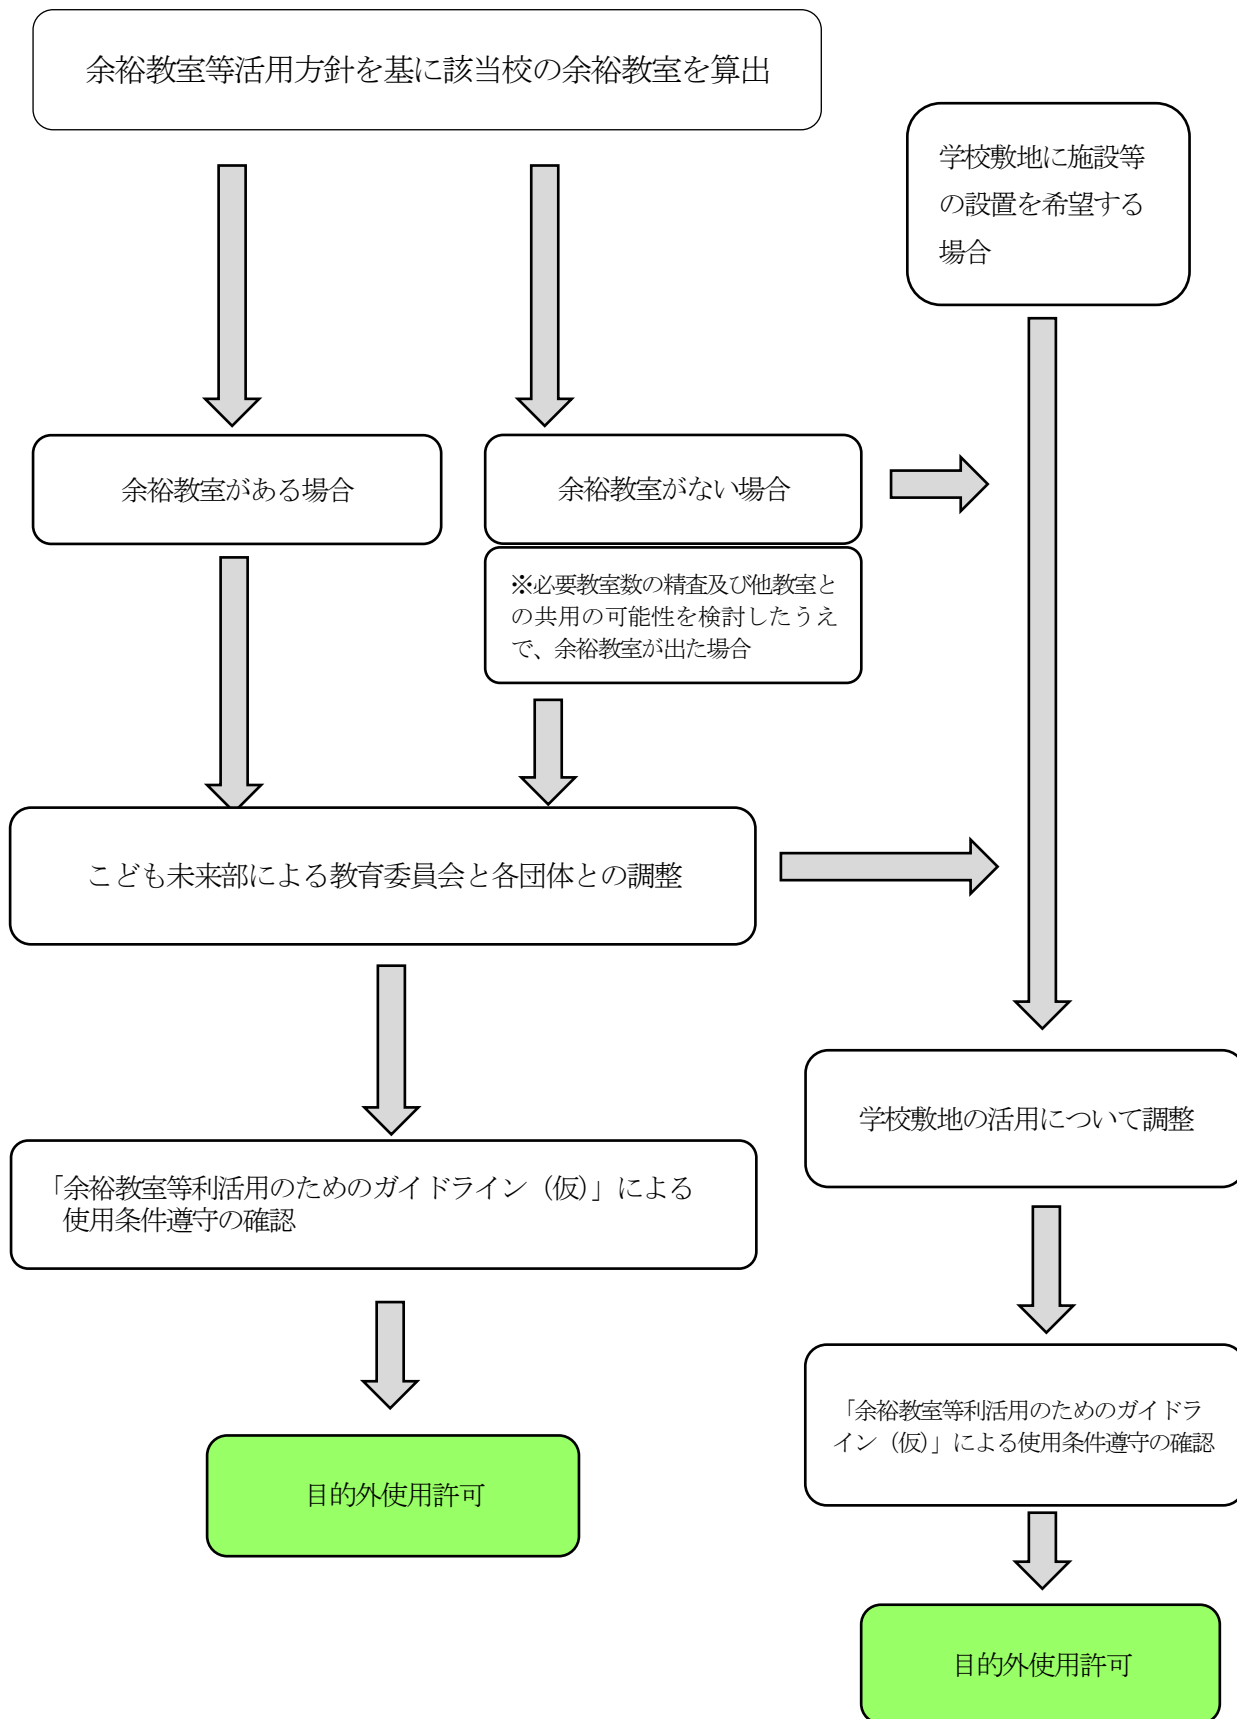 余裕教室等活用方針を基に該当校の余裕教室を算出
学校敷地に施設等
の設置を希望する
場合
余裕教室がある場合
余裕教室がない場合
※必要教室数の精査及び他教室と
の共用の可能性を検討したうえ
で、余裕教室が出た場合
こども未来部による教育委員会と各団体との調整
学校敷地の活用について調整
「余裕教室等利活用のためのガイドライン（仮）」による
使用条件遵守の確認
「余裕教室等利活用のためのガイドラ
イン（仮）」による使用条件遵守の確認
目的外使用許可
目的外使用許可